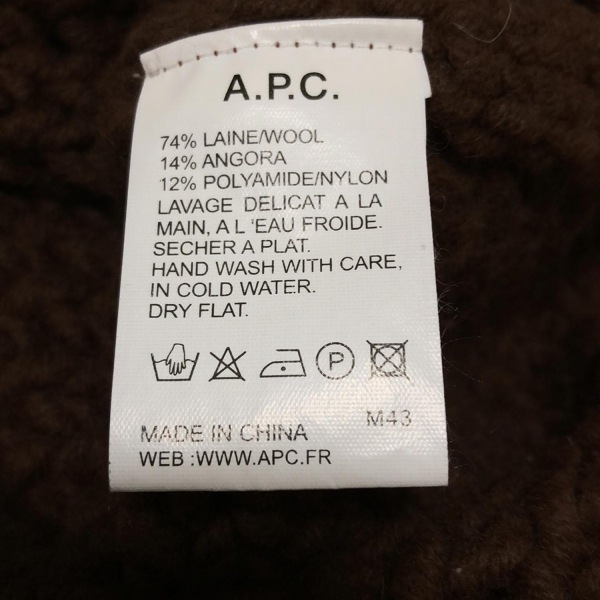 A.P.C.
74% LAINE/WOOL
14% ANGORA
12% POLYAMIDE/NYLON
LAVAGE DELICAT A LA
MAIN, A L'EAU FROIDE.
SECHER A PLAT.
HAND WASH WITH CARE,
IN COLD WATER.
DRY FLAT.
P
M43
MADE IN CHINA
WEB :WWW.APC.FR